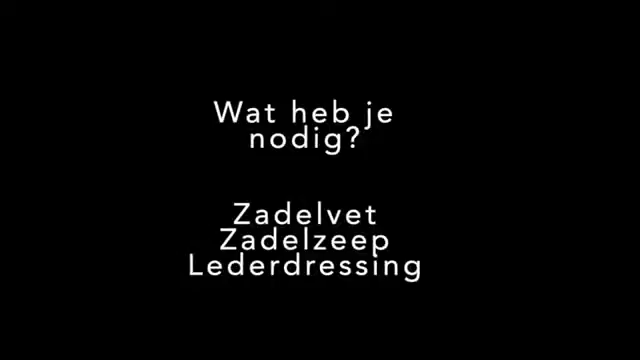 Wat heb je
nodig?
Zadelvet
Zadelzeep
Lederdressing